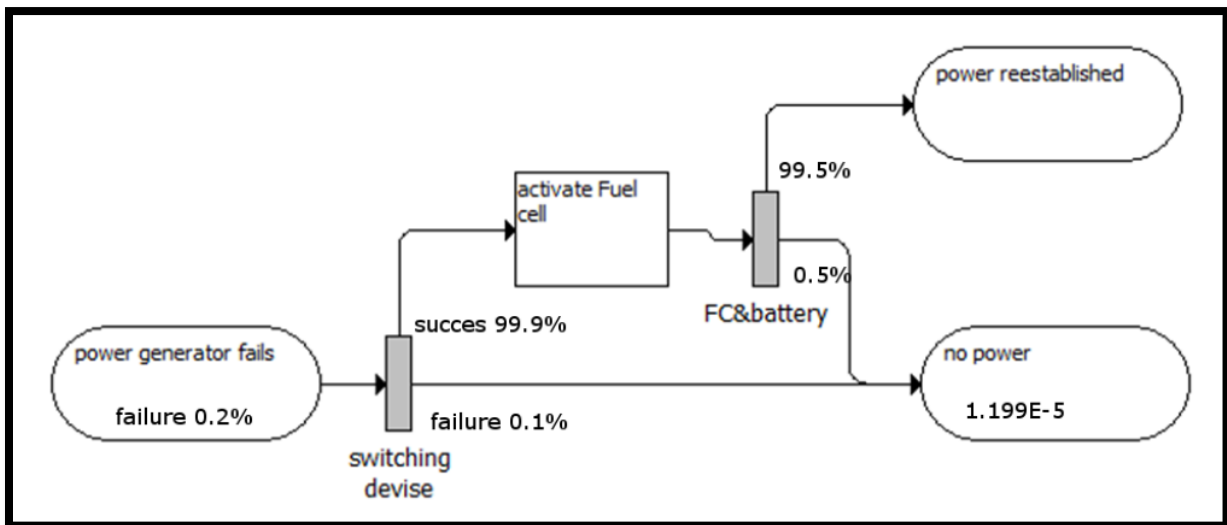 power reestablished
99.5%
activate Fuel
cell
0.5%
FC&battery
succes 99.9%
power generator fails
failure 0.2%
failure 0.1%
switching
devise
no power
1.199E-5